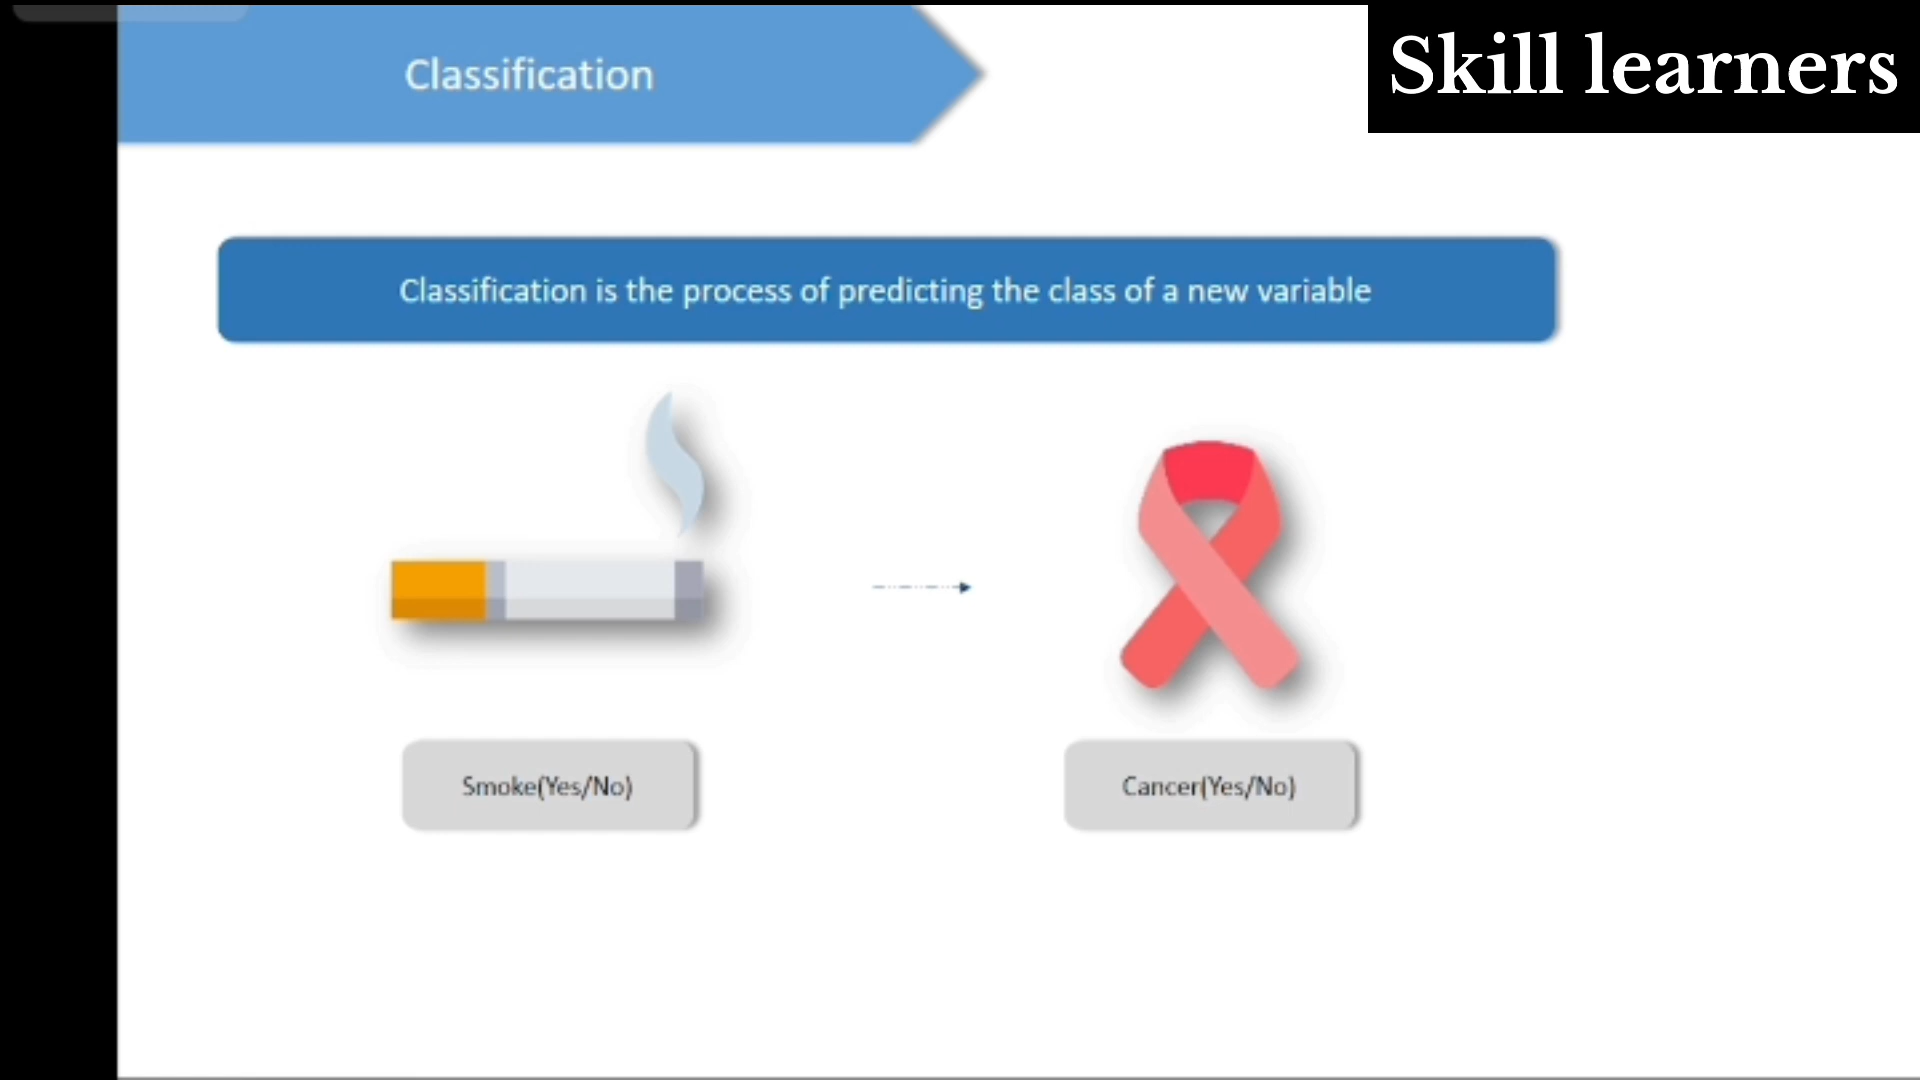 Classification
Skill learners
Classification is the process of predicting the class of a new variable
Smoke(Yes/No)
Cancer(Yes/No)